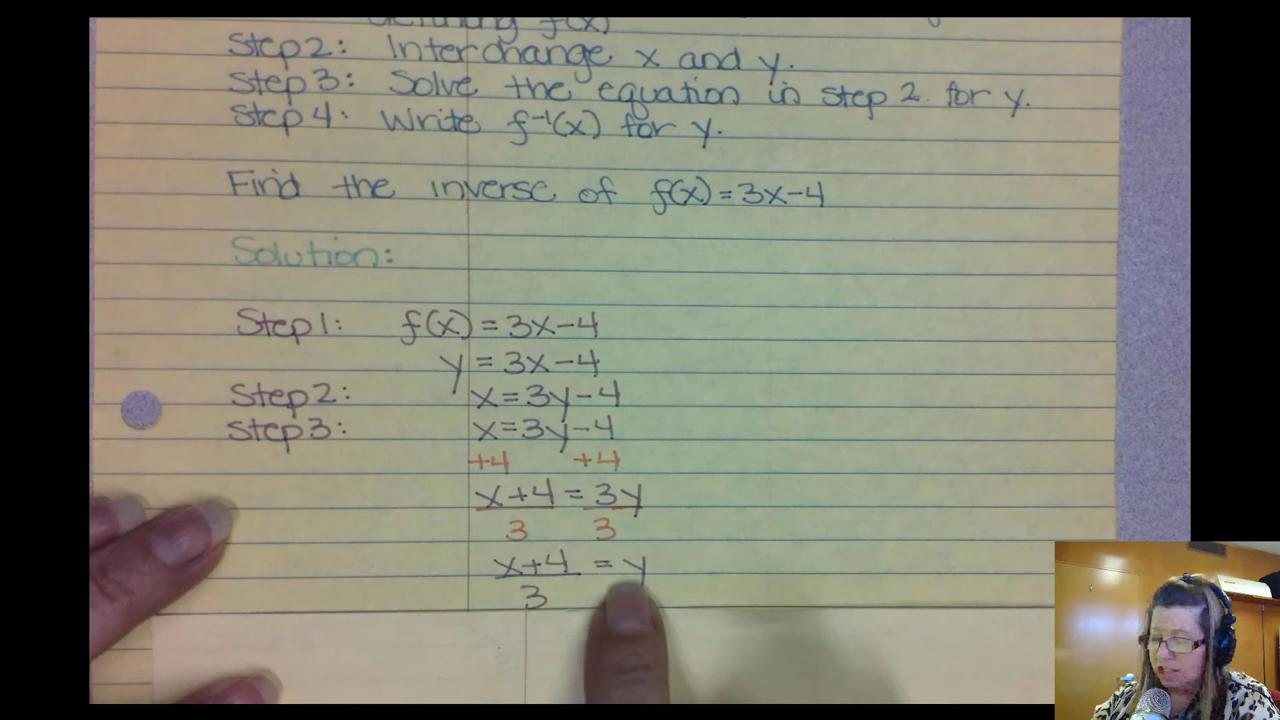 defining f(x)
Step 2: Interchange x and y.
Step 3: Solve the equation in step 2 for y.
Step 4: Write f⁻¹(x) for y.
Find the inverse of f(x) = 3x-4
Solution:
Step 1: f(x) = 3x-4
y = 3x-4
Step 2: x = 3y-4
Step 3: x = 3y-4
+4 +4
x+4 = 3y
3 3
x+4 = y
3